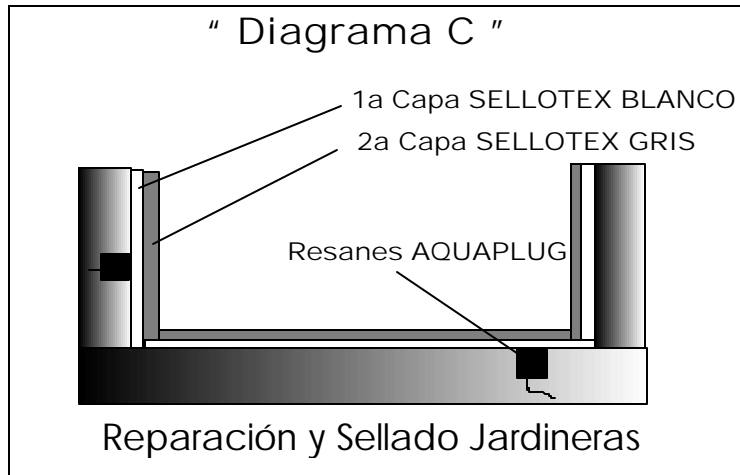 “ Diagrama C ”
1a Capa SELLOTEX BLANCO
2a Capa SELLOTEX GRIS
Resanes AQUAPLUG
Reparación y Sellado Jardineras